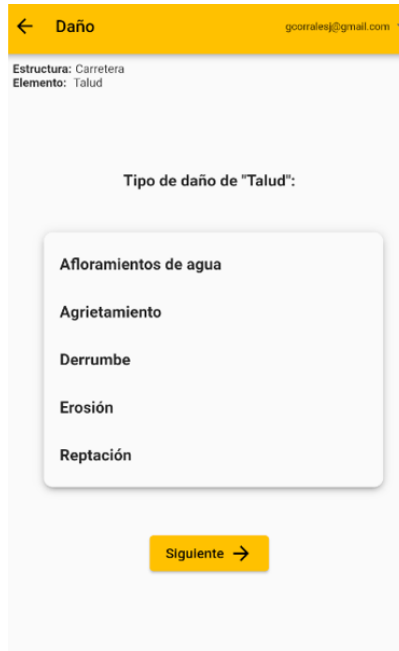 Daño
gcorralesj@gmail.com
Estructura: Carretera
Elemento: Talud
Tipo de daño de "Talud":
Afloramientos de agua
Agrietamiento
Derrumbe
Erosión
Reptación
Siguiente